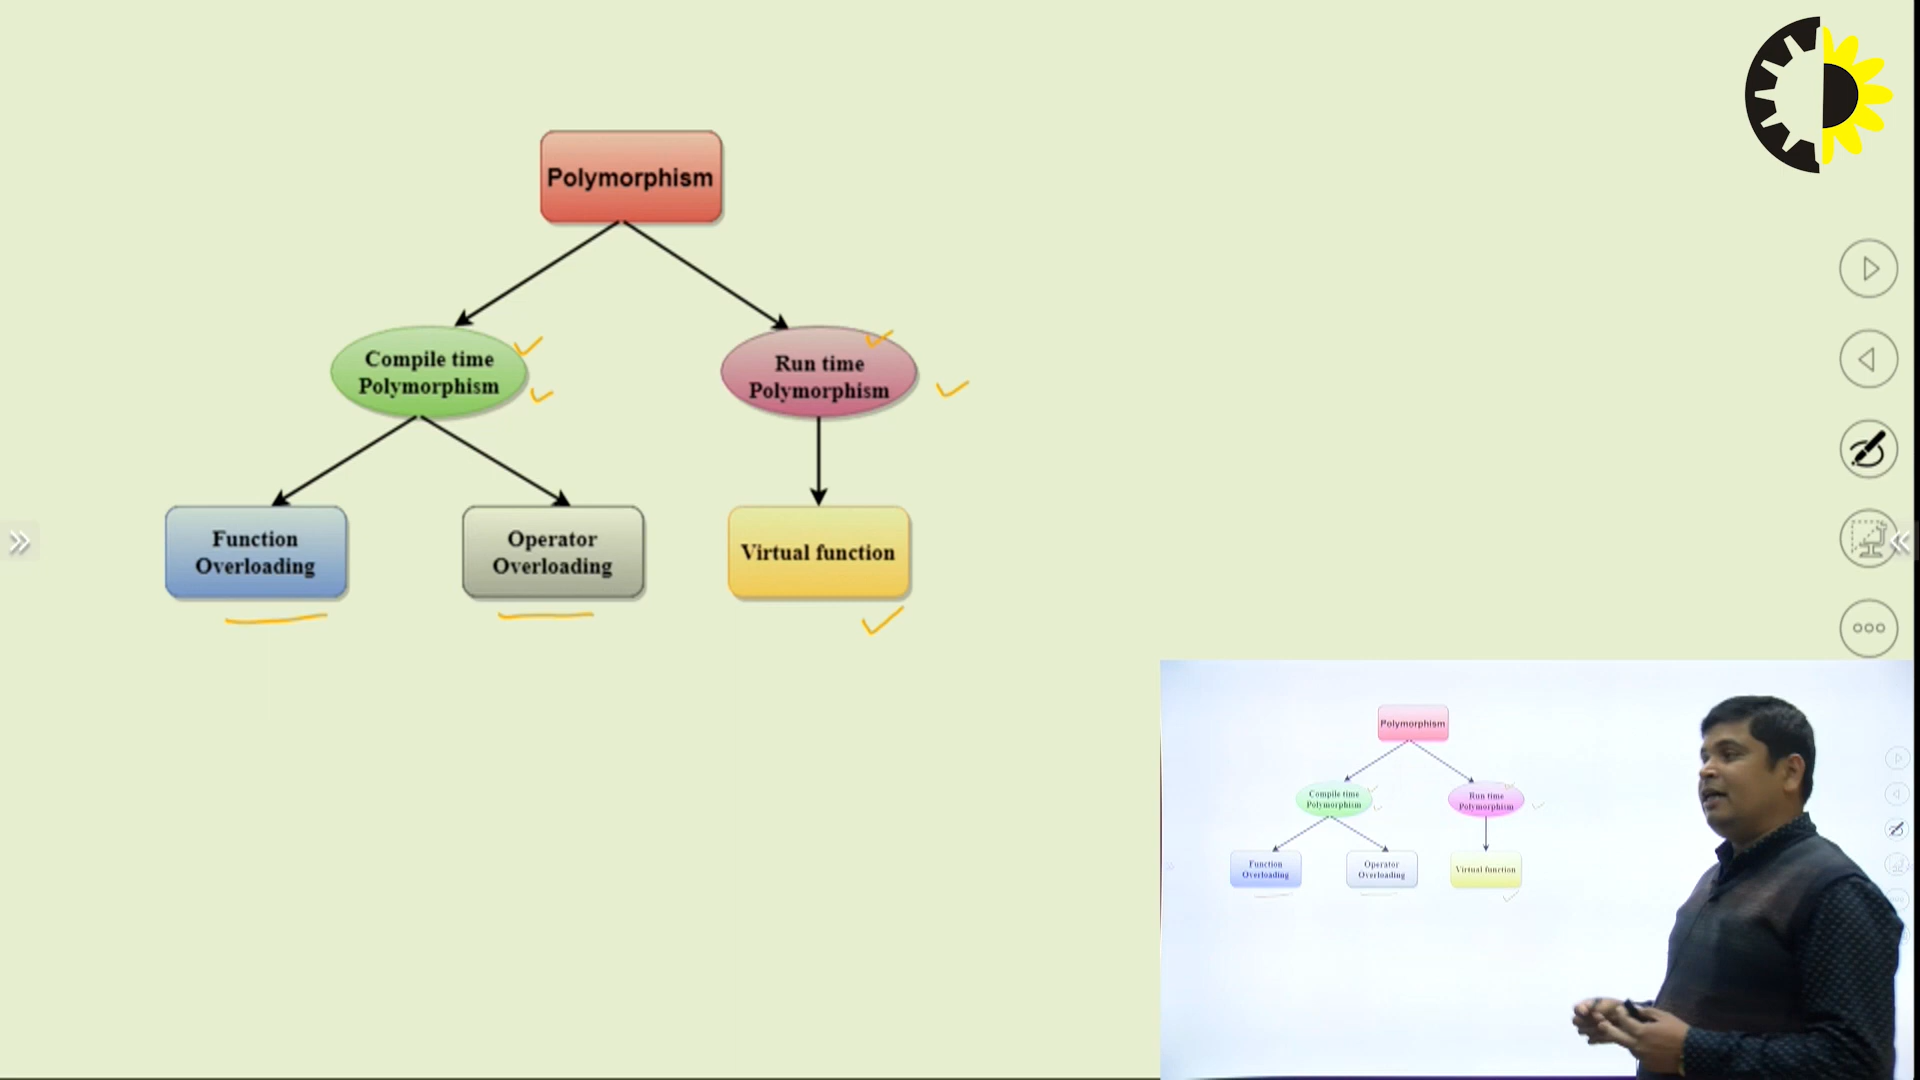 Polymorphism
Compile time
Polymorphism
Run time
Polymorphism
Function
Overloading
Operator
Overloading
Virtual function
Polymorphism
Compile time
Polymorphism
Run time
Polymorphism
Function
Overloading
Operator
Overloading
Virtual function